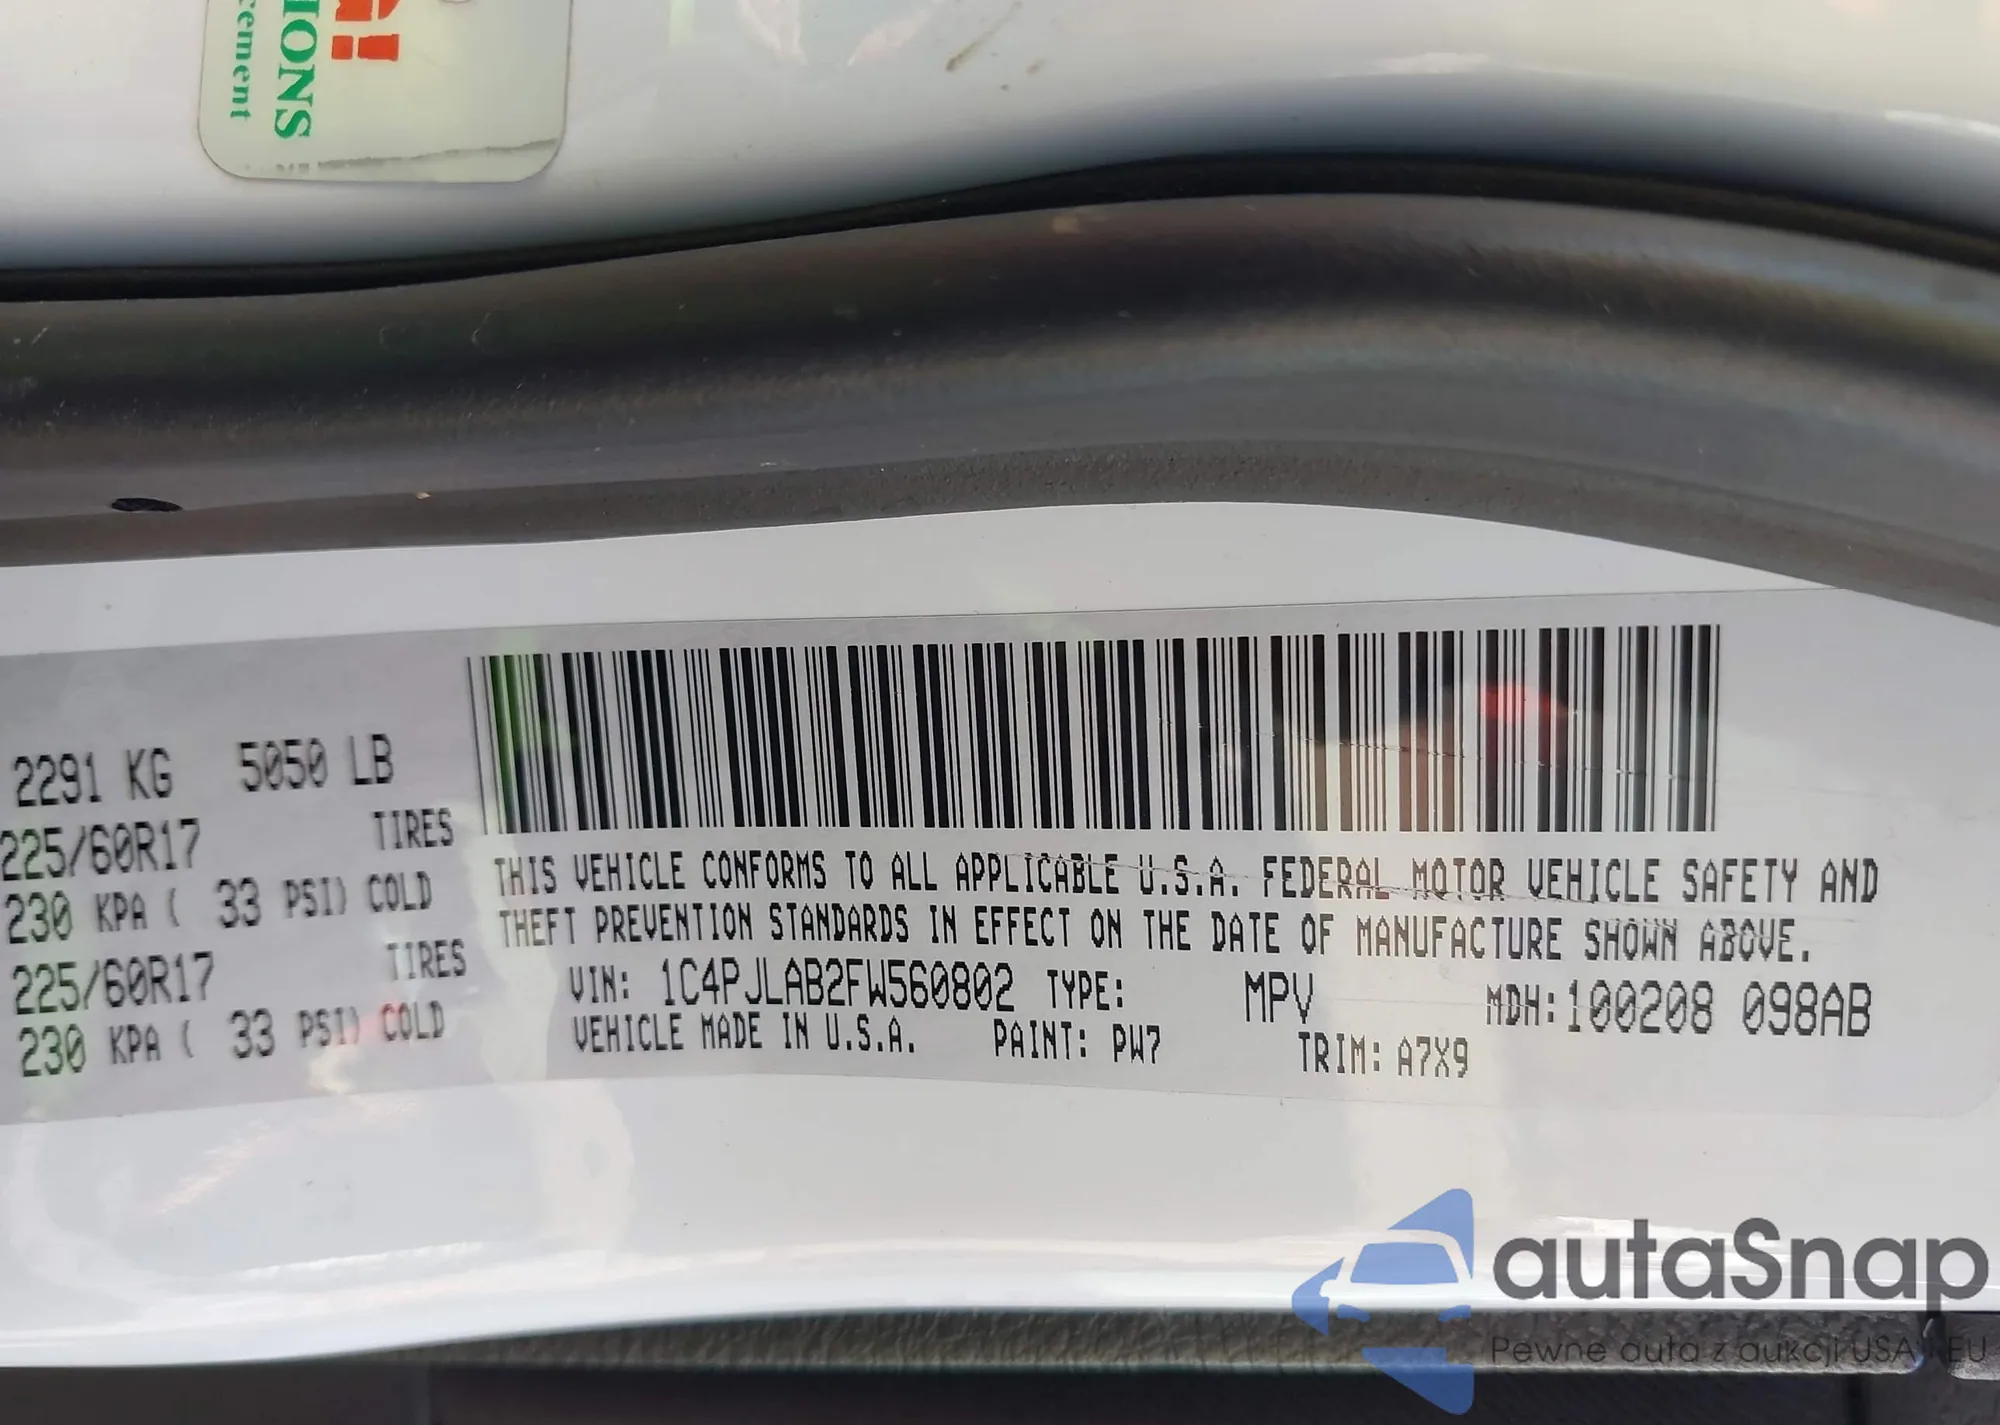 IONS
cement
2291 KG 5050 LB
225/60R17 TIRES
230 KPA ( 33 PSI) COLD
225/60R17 TIRES
230 KPA ( 33 PSI) COLD
THIS VEHICLE CONFORMS TO ALL APPLICABLE U.S.A. FEDERAL MOTOR VEHICLE SAFETY AND
THEFT PREVENTION STANDARDS IN EFFECT ON THE DATE OF MANUFACTURE SHOWN ABOVE.
VIN: 1C4PJLAB2FW560802 TYPE: MPV MDH:100208 098AB
VEHICLE MADE IN U.S.A. PAINT: PW7 TRIM: A7X9
autaSnap
Pewne auta z aukcji USA i EU